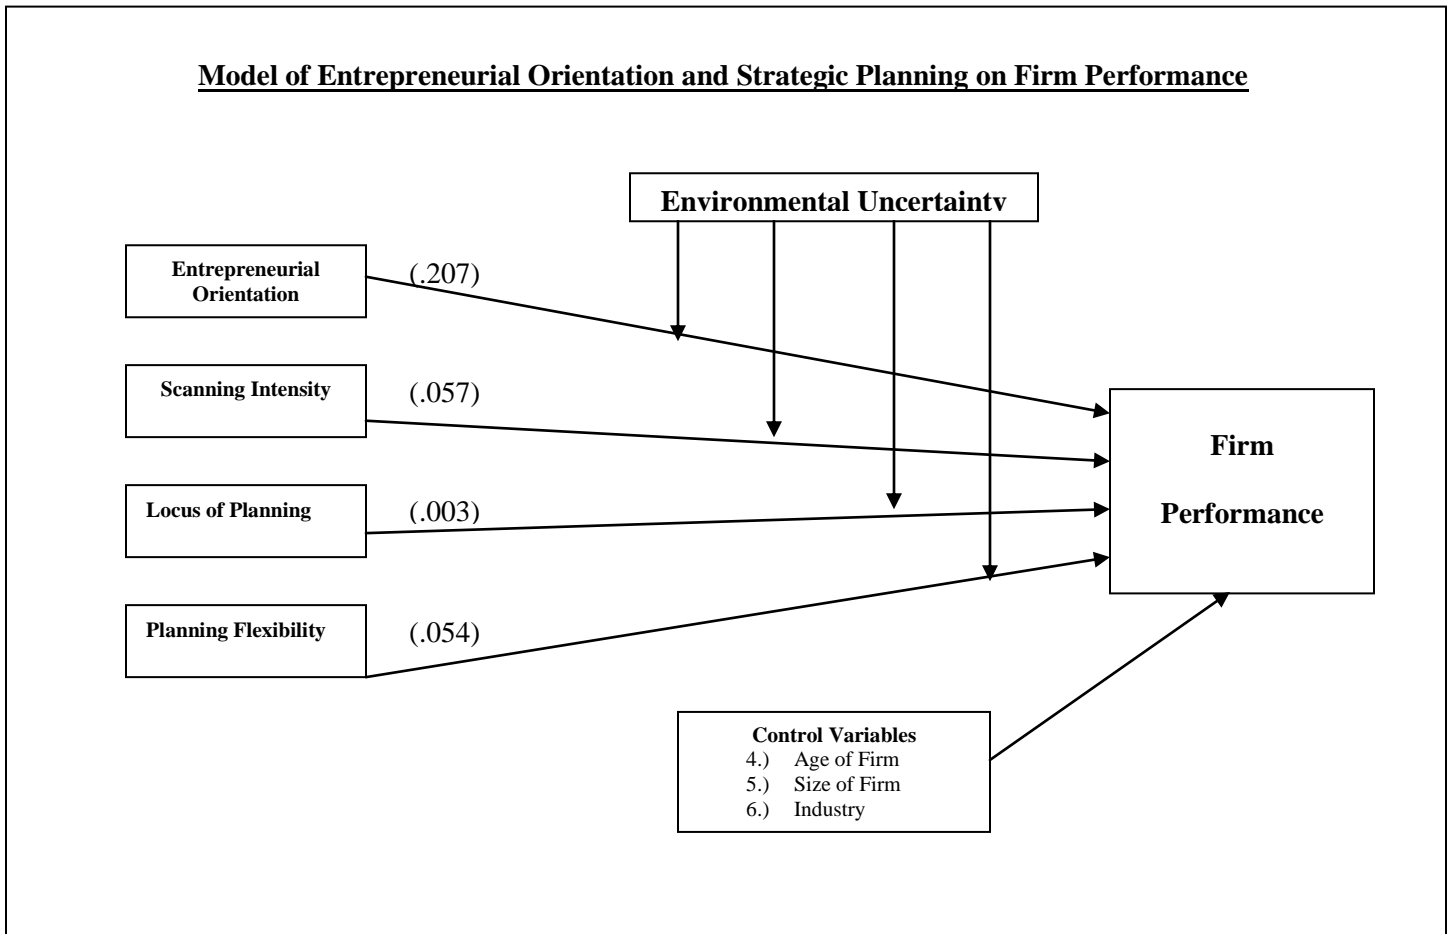 Model of Entrepreneurial Orientation and Strategic Planning on Firm Performance
Environmental Uncertainty
Entrepreneurial
Orientation
(.207)
Scanning Intensity
(.057)
Locus of Planning
(.003)
Planning Flexibility
(.054)
Firm
Performance
Control Variables
4.) Age of Firm
5.) Size of Firm
6.) Industry